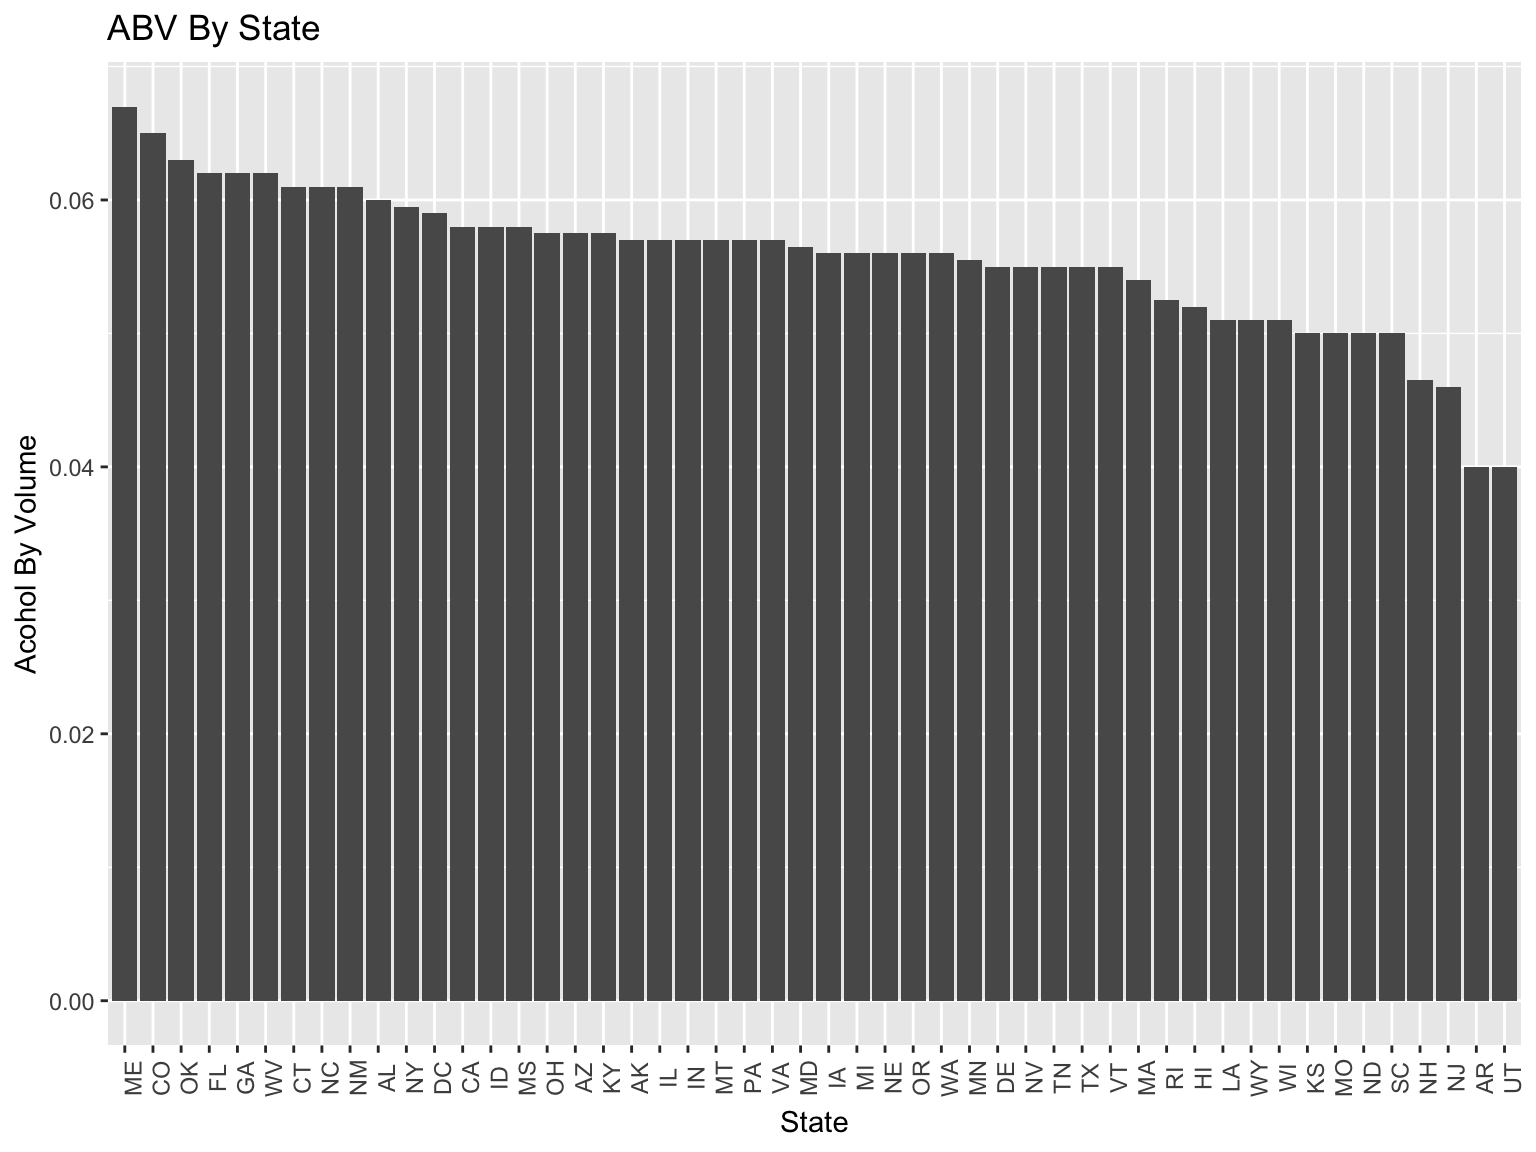 ABV By State
Acohol By Volume
0.06
0.04
0.02
0.00
ME CO OK FL GA WV CT NC NM AL NY DC CA ID MS OH AZ KY AK IL IN MT PA VA MD IA MI NE OR WA MN DE NV TN TX VT MA RI HI LA WY WI KS MO ND SC NH NJ AR UT
State